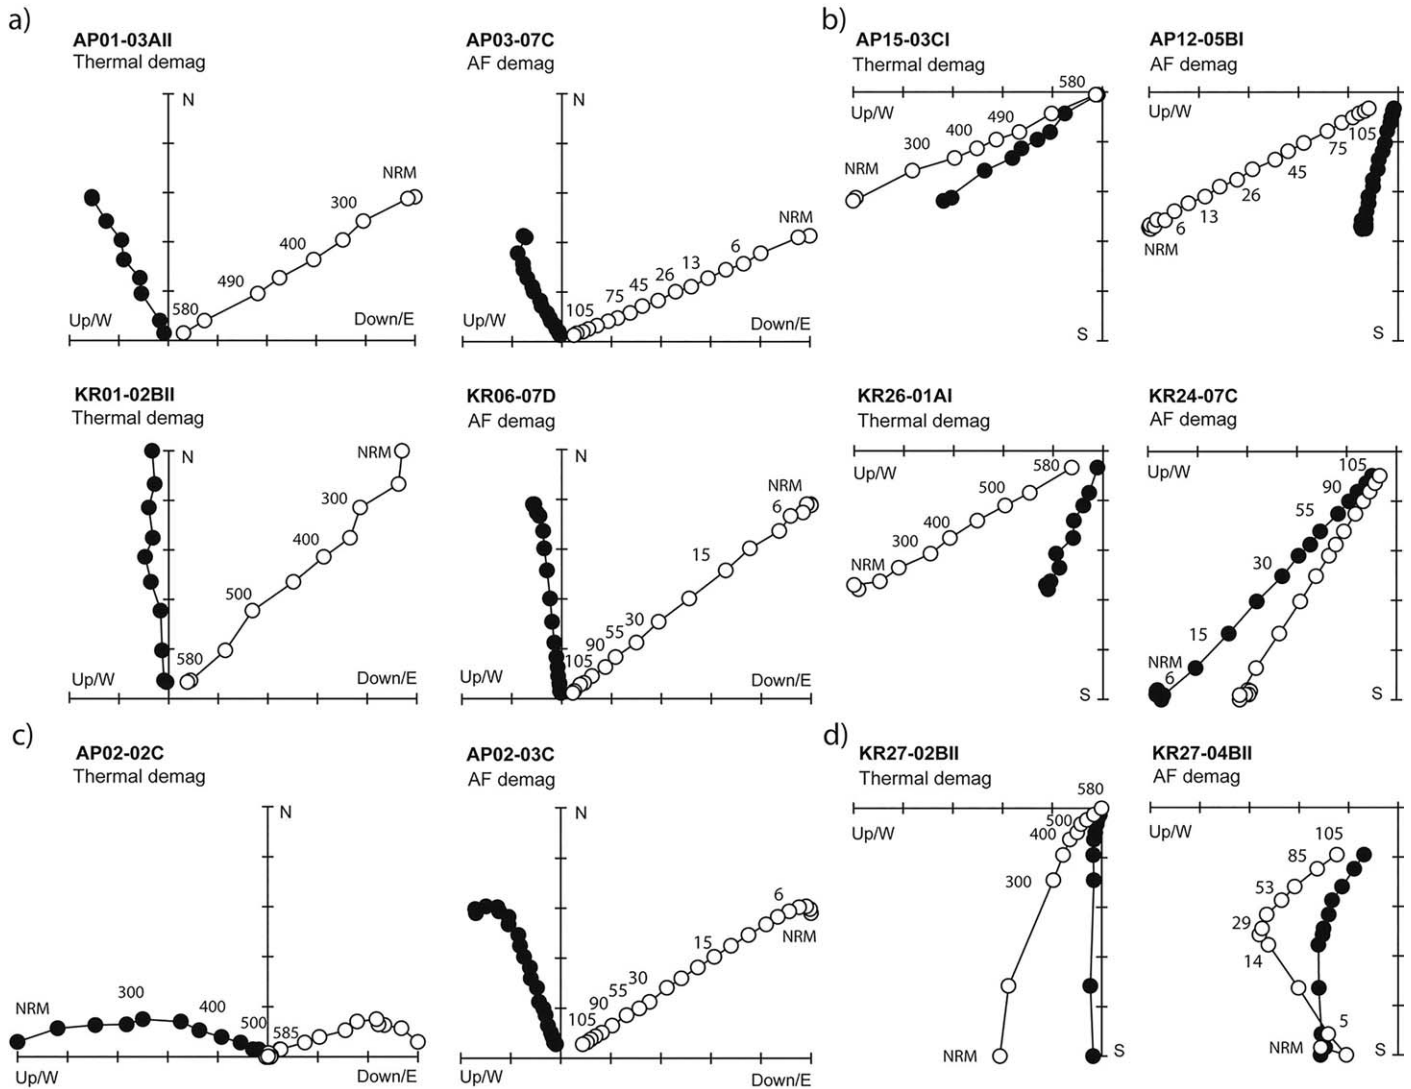 a)
AP01-03AII
Thermal demag
N
NRM
300
400
490
580
Up/W
Down/E
AP03-07C
AF demag
N
NRM
6
13
26
45
75
105
Up/W
Down/E
b)
AP15-03CI
Thermal demag
580
Up/W
490
400
300
NRM
S
AP12-05BI
AF demag
Up/W
105
75
45
26
13
6
NRM
S
KR01-02BII
Thermal demag
N
NRM
300
400
500
580
Up/W
Down/E
KR06-07D
AF demag
N
NRM
6
15
30
55
90
105
Up/W
Down/E
KR26-01AI
Thermal demag
Up/W
580
500
400
300
NRM
S
KR24-07C
AF demag
Up/W
105
90
55
30
15
NRM
6
S
c)
AP02-02C
Thermal demag
N
NRM
300
400
500
585
Up/W
Down/E
AP02-03C
AF demag
N
6
NRM
15
30
55
90
105
Up/W
Down/E
d)
KR27-02BII
Thermal demag
580
Up/W
500
400
300
NRM
S
KR27-04BII
AF demag
Up/W
105
85
53
29
14
5
NRM
S